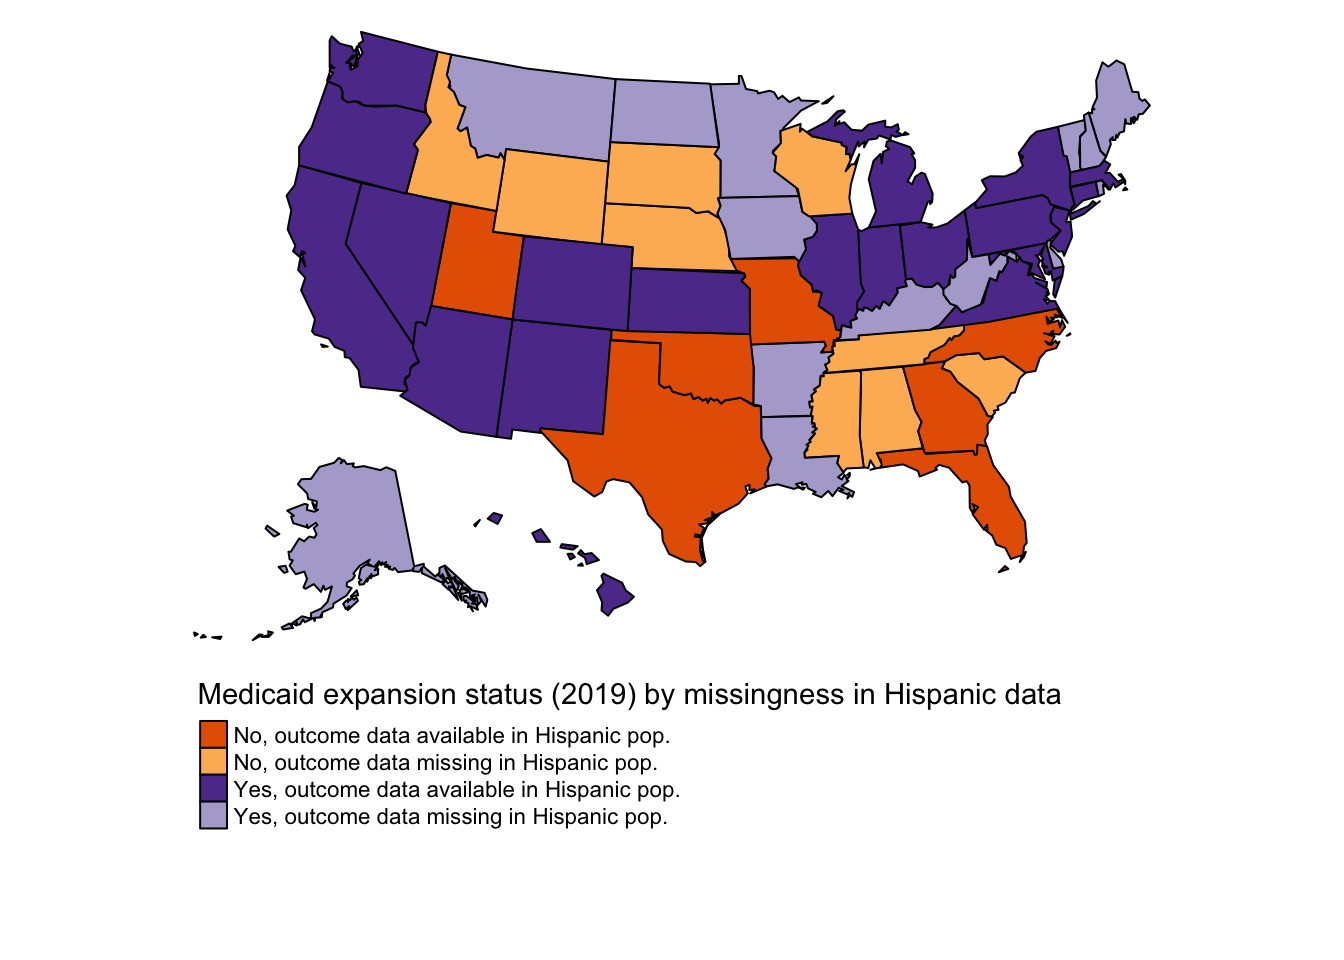 Medicaid expansion status (2019) by missingness in Hispanic data
No, outcome data available in Hispanic pop.
No, outcome data missing in Hispanic pop.
Yes, outcome data available in Hispanic pop.
Yes, outcome data missing in Hispanic pop.